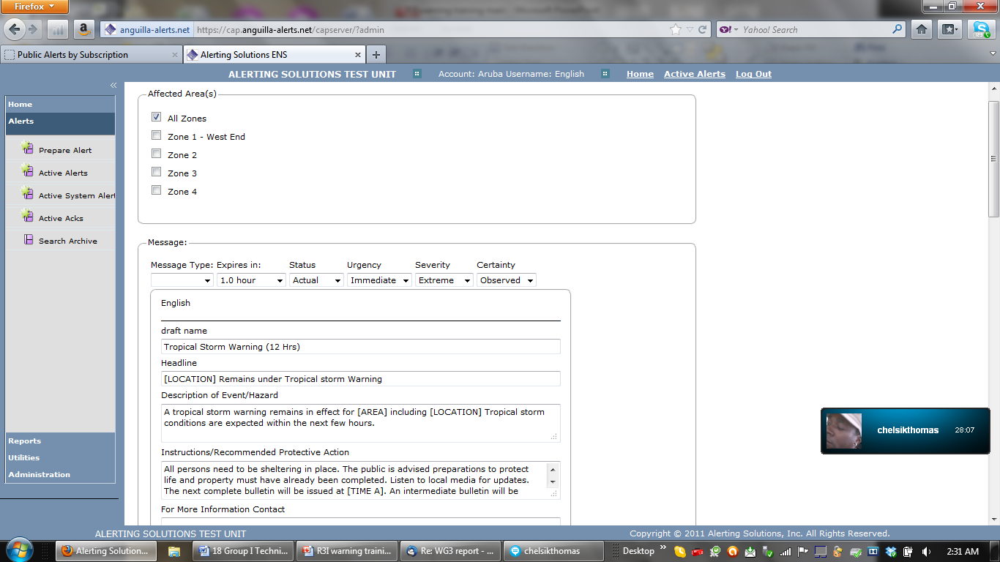 Firefox
anguilla-alerts.net https://cap.anguilla-alerts.net/capserver/?admin
Yahoo! Search
Public Alerts by Subscription
Alerting Solutions ENS
ALERTING SOLUTIONS TEST UNIT Account: Aruba Username: English Home Active Alerts Log Out
Home
Alerts
Prepare Alert
Active Alerts
Active System Alert
Active Acks
Search Archive
Reports
Utilities
Administration
Affected Area(s)
All Zones
Zone 1 - West End
Zone 2
Zone 3
Zone 4
Message:
Message Type: Expires in: Status Urgency Severity Certainty
1.0 hour Actual Immediate Extreme Observed
English
draft name
Tropical Storm Warning (12 Hrs)
Headline
[LOCATION] Remains under Tropical storm Warning
Description of Event/Hazard
A tropical storm warning remains in effect for [AREA] including [LOCATION] Tropical storm
conditions are expected within the next few hours.
Instructions/Recommended Protective Action
All persons need to be sheltering in place. The public is advised preparations to protect
life and property must have already been completed. Listen to local media for updates.
The next complete bulletin will be issued at [TIME A]. An intermediate bulletin will be
For More Information Contact
chelsikthomas 28:07
ALERTING SOLUTIONS TEST UNIT Copyright © 2011 Alerting Solutions, Inc. All Rights Reserved.
Alerting Solution... 18 Group I Techni... R3I warning traini... Re: WG3 report - ... chelsikthomas Desktop 2:31 AM